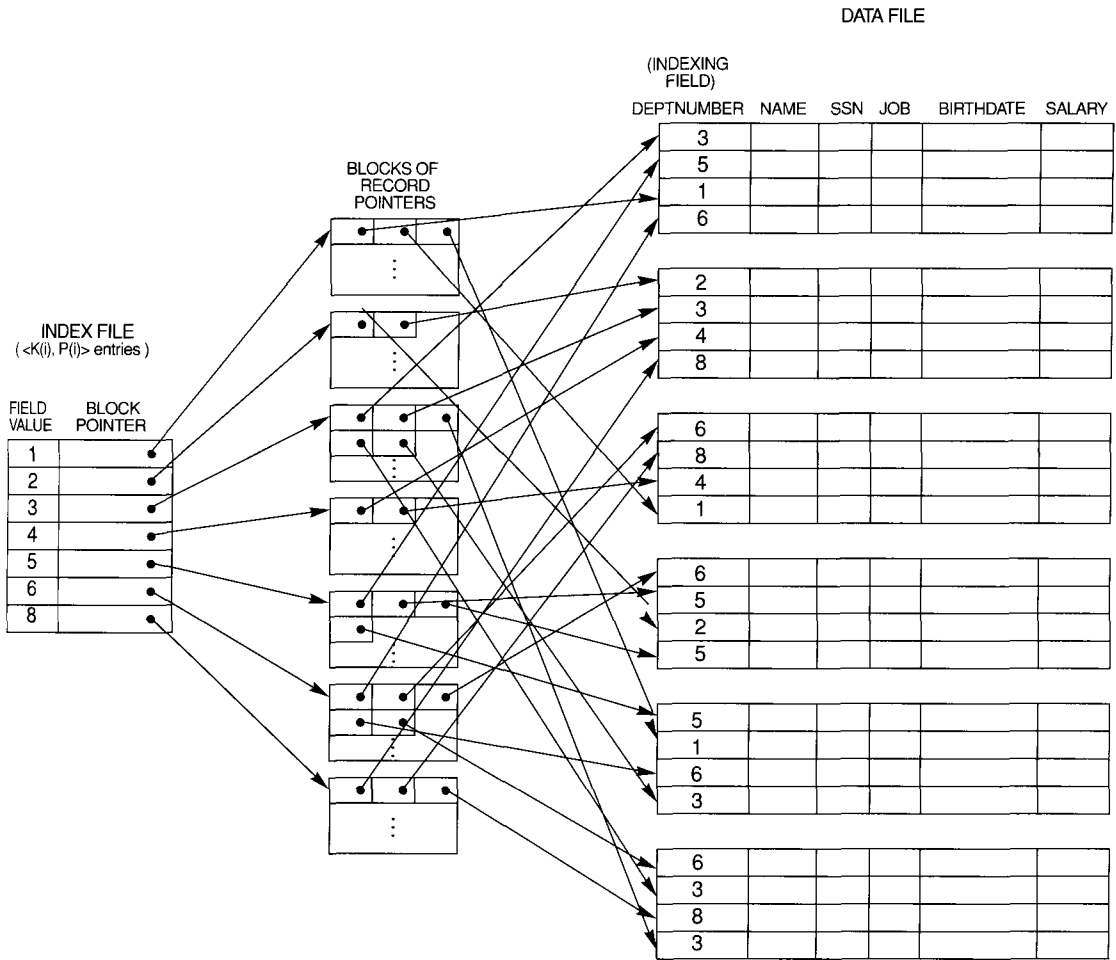 DATA FILE
(INDEXING
FIELD)
DEPTNUMBER NAME SSN JOB BIRTHDATE SALARY
3
5
1
6
2
3
4
8
6
8
4
1
6
5
2
5
5
1
6
3
6
3
8
3
BLOCKS OF
RECORD
POINTERS
INDEX FILE
( <K(i), P(i)> entries )
FIELD
VALUE
BLOCK
POINTER
1
2
3
4
5
6
8